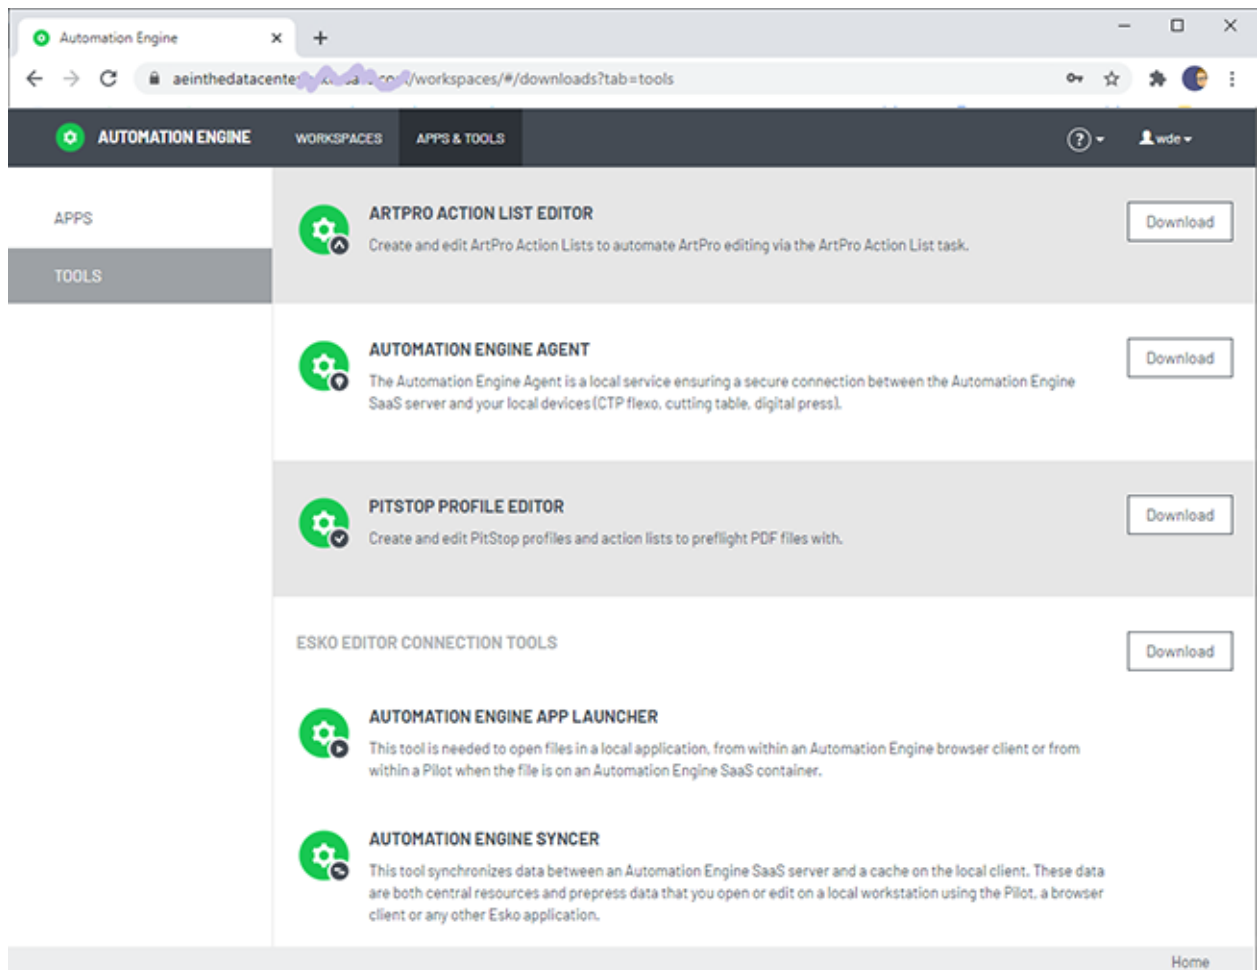 Automation Engine
aeinthedatacente
/workspaces/#/downloads?tab=tools
AUTOMATION ENGINE
WORKSPACES
APPS & TOOLS
?
wde
APPS
TOOLS
ARTPRO ACTION LIST EDITOR
Create and edit ArtPro Action Lists to automate ArtPro editing via the ArtPro Action List task.
Download
AUTOMATION ENGINE AGENT
The Automation Engine Agent is a local service ensuring a secure connection between the Automation Engine
SaaS server and your local devices (CTP flexo, cutting table, digital press).
Download
PITSTOP PROFILE EDITOR
Create and edit PitStop profiles and action lists to preflight PDF files with.
Download
ESKO EDITOR CONNECTION TOOLS
Download
AUTOMATION ENGINE APP LAUNCHER
This tool is needed to open files in a local application, from within an Automation Engine browser client or from
within a Pilot when the file is on an Automation Engine SaaS container.
AUTOMATION ENGINE SYNCER
This tool synchronizes data between an Automation Engine SaaS server and a cache on the local client. These data
are both central resources and prepress data that you open or edit on a local workstation using the Pilot, a browser
client or any other Esko application.
Home